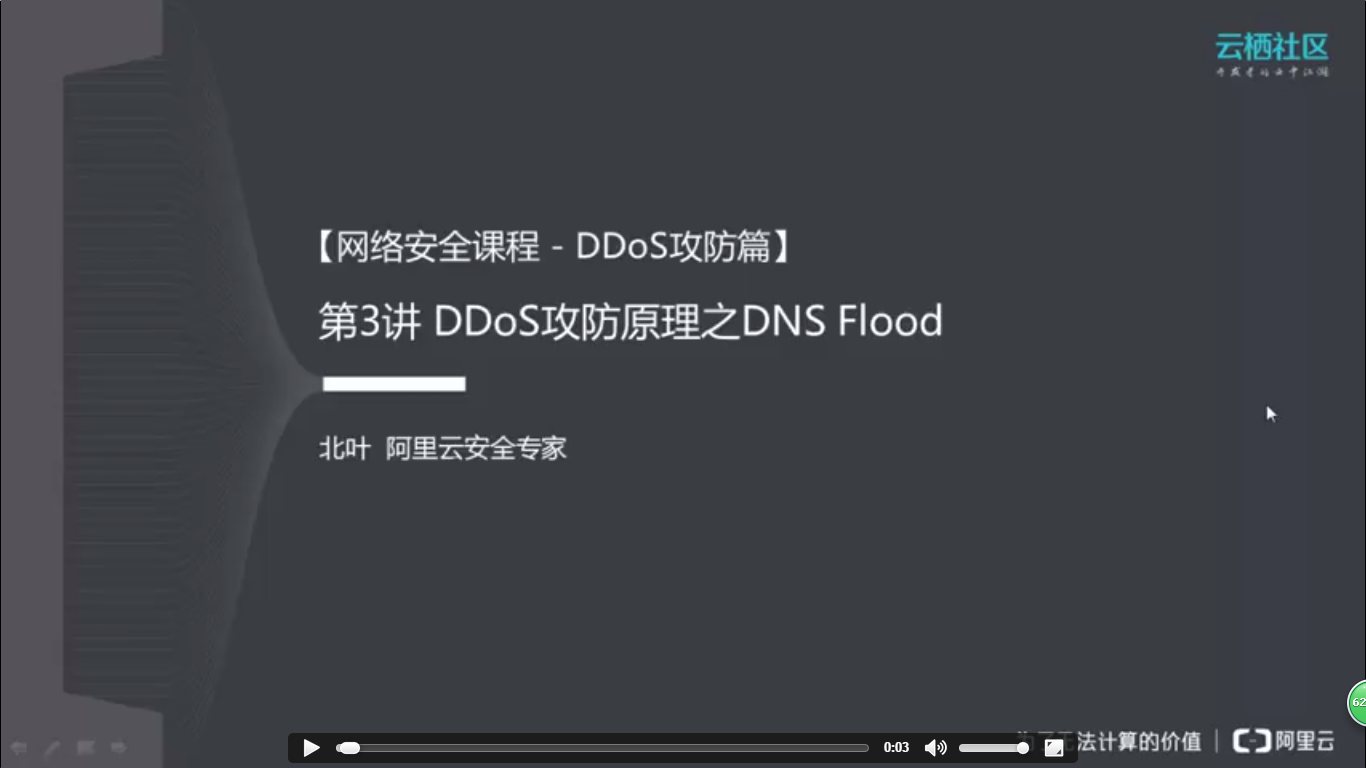 云栖社区
【网络安全课程 - DDoS攻防篇】
第3讲 DDoS攻防原理之DNS Flood
北叶 阿里云安全专家
62
0:03
法计算的价值 | 阿里云